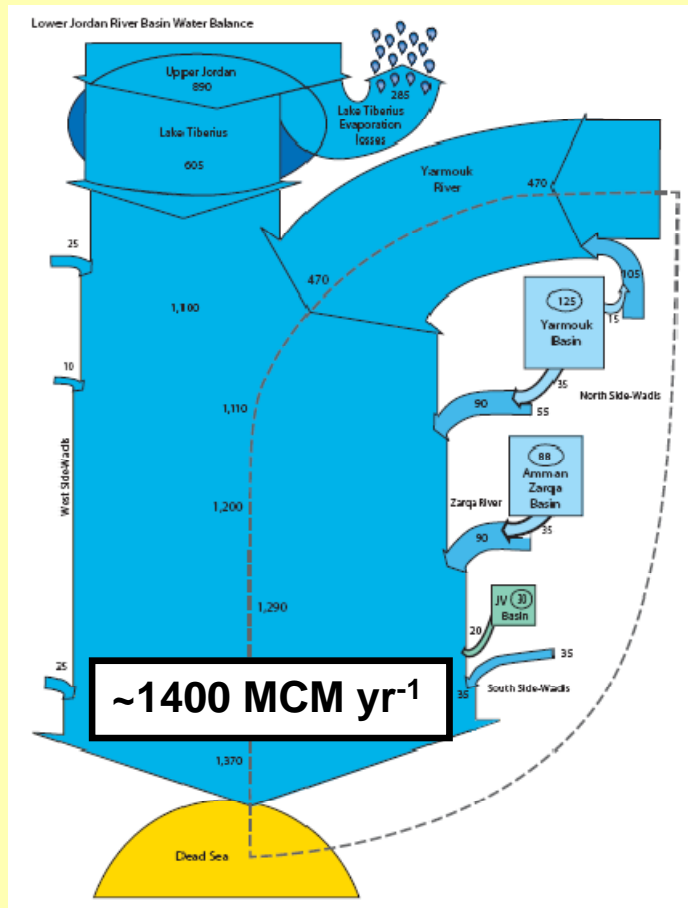 Lower Jordan River Basin Water Balance
Upper Jordan
890
285
Lake Tiberius
Evaporation
losses
Lake Tiberius
605
Yarmouk
River
470
25
470
105
1,100
125
Yarmouk
Basin
15
10
35
North Side-Wadis
90
55
1,110
West Side-Wadis
88
Amman
Zarqa
Basin
1,200
Zarqa River
35
90
JV 30
Basin
1,290
20
35
25
~1400 MCM yr-1
35
South Side-Wadis
1,370
Dead Sea